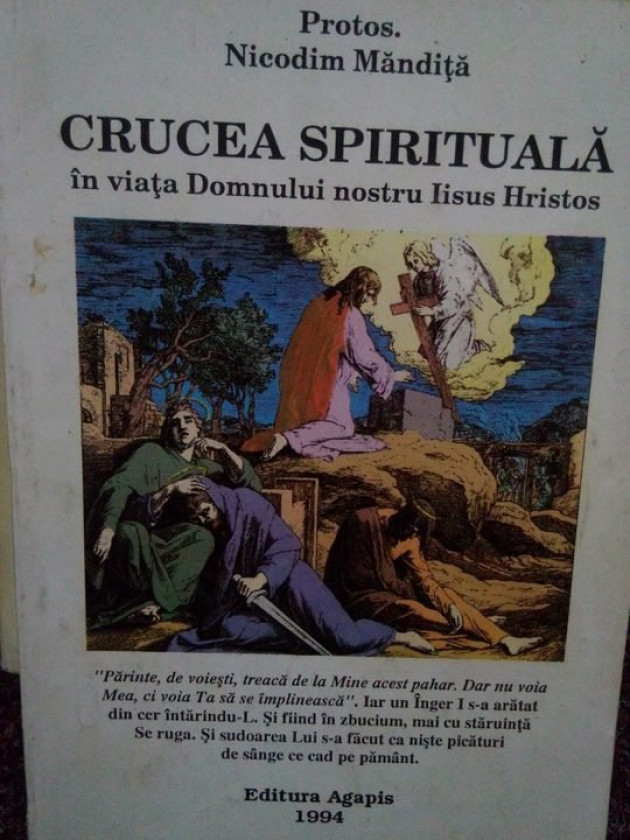 Protos.
Nicodim Mândiţă
CRUCEA SPIRITUALĂ
în viaţa Domnului nostru Iisus Hristos
"Părinte, de voieşti, treacă de la Mine acest pahar. Dar nu voia
Mea, ci voia Ta să se împlinească". Iar un Înger I s-a arătat
din cer întărindu-L. Şi fiind în zbucium, mai cu stăruinţă
Se ruga. Şi sudoarea Lui s-a făcut ca nişte picături
de sânge ce cad pe pământ.
Editura Agapis
1994